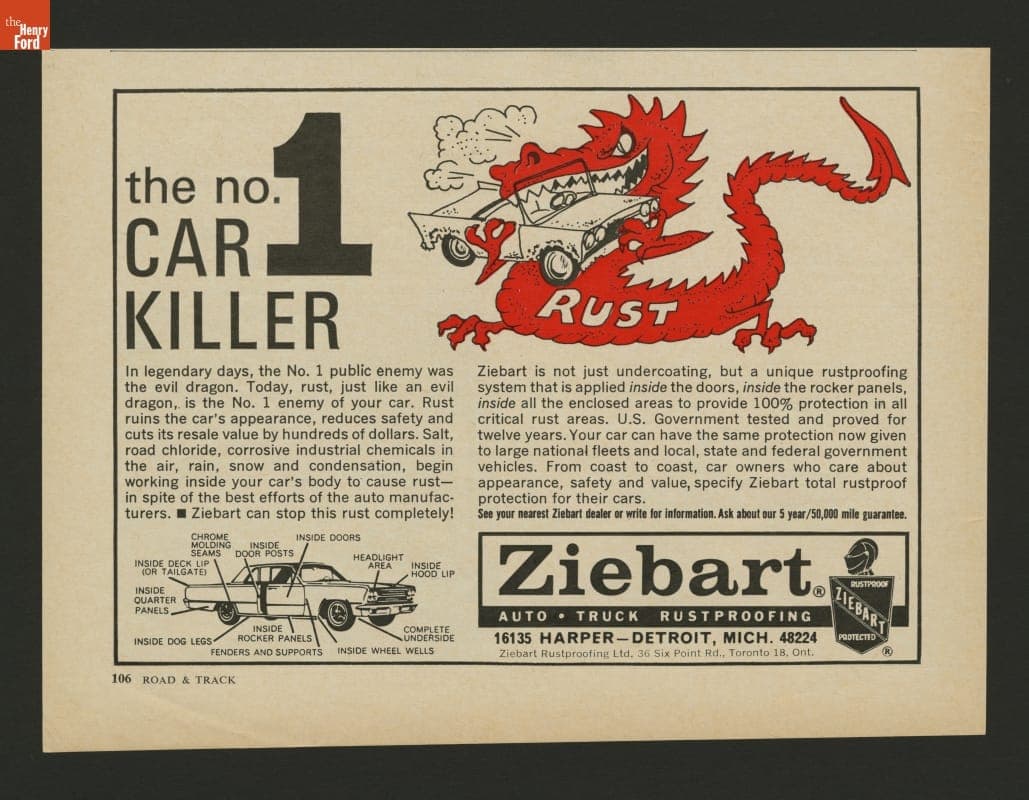 the
Henry
Ford
the no. 1
CAR
KILLER
RUST
In legendary days, the No. 1 public enemy was
the evil dragon. Today, rust, just like an evil
dragon, is the No. 1 enemy of your car. Rust
ruins the car's appearance, reduces safety and
cuts its resale value by hundreds of dollars. Salt,
road chloride, corrosive industrial chemicals in
the air, rain, snow and condensation, begin
working inside your car's body to cause rust—
in spite of the best efforts of the auto manufac-
turers. ■ Ziebart can stop this rust completely!
Ziebart is not just undercoating, but a unique rustproofing
system that is applied inside the doors, inside the rocker panels,
inside all the enclosed areas to provide 100% protection in all
critical rust areas. U.S. Government tested and proved for
twelve years. Your car can have the same protection now given
to large national fleets and local, state and federal government
vehicles. From coast to coast, car owners who care about
appearance, safety and value, specify Ziebart total rustproof
protection for their cars.
See your nearest Ziebart dealer or write for information. Ask about our 5 year/50,000 mile guarantee.
CHROME
MOLDING
SEAMS
INSIDE
DOOR POSTS
INSIDE DOORS
INSIDE DECK LIP
(OR TAILGATE)
HEADLIGHT
AREA
INSIDE
HOOD LIP
INSIDE
QUARTER
PANELS
INSIDE DOG LEGS
INSIDE
ROCKER PANELS
COMPLETE
UNDERSIDE
FENDERS AND SUPPORTS
INSIDE WHEEL WELLS
Ziebart®
AUTO • TRUCK RUSTPROOFING
16135 HARPER—DETROIT, MICH. 48224
Ziebart Rustproofing Ltd, 36 Six Point Rd., Toronto 18, Ont.
RUSTPROOF
ZIEBART
PROTECTED
®
106 ROAD & TRACK